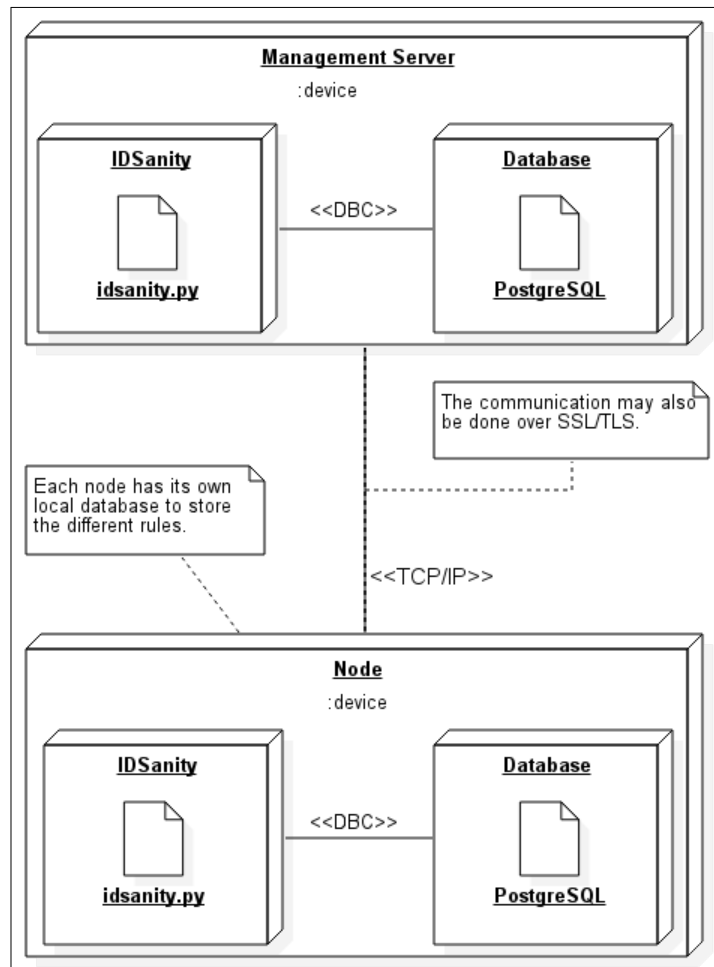 Management Server
:device
IDSanity
<<DBC>>
Database
idsanity.py
PostgreSQL
The communication may also
be done over SSL/TLS.
Each node has its own
local database to store
the different rules.
<<TCP/IP>>
Node
:device
IDSanity
<<DBC>>
Database
idsanity.py
PostgreSQL